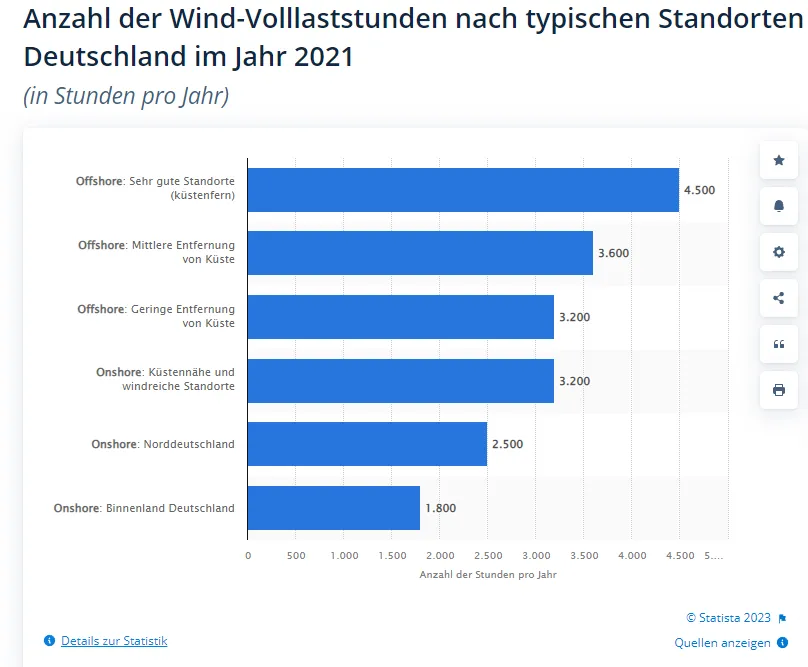 Anzahl der Wind-Volllaststunden nach typischen Standorten
Deutschland im Jahr 2021
(in Stunden pro Jahr)
Offshore: Sehr gute Standorte
(küstenfern)
4.500
Offshore: Mittlere Entfernung
von Küste
3.600
Offshore: Geringe Entfernung
von Küste
3.200
Onshore: Küstennähe und
windreiche Standorte
3.200
Onshore: Norddeutschland
2.500
Onshore: Binnenland Deutschland
1.800
0 500 1.000 1.500 2.000 2.500 3.000 3.500 4.000 4.500 5....
Anzahl der Stunden pro Jahr
© Statista 2023
Details zur Statistik
Quellen anzeigen